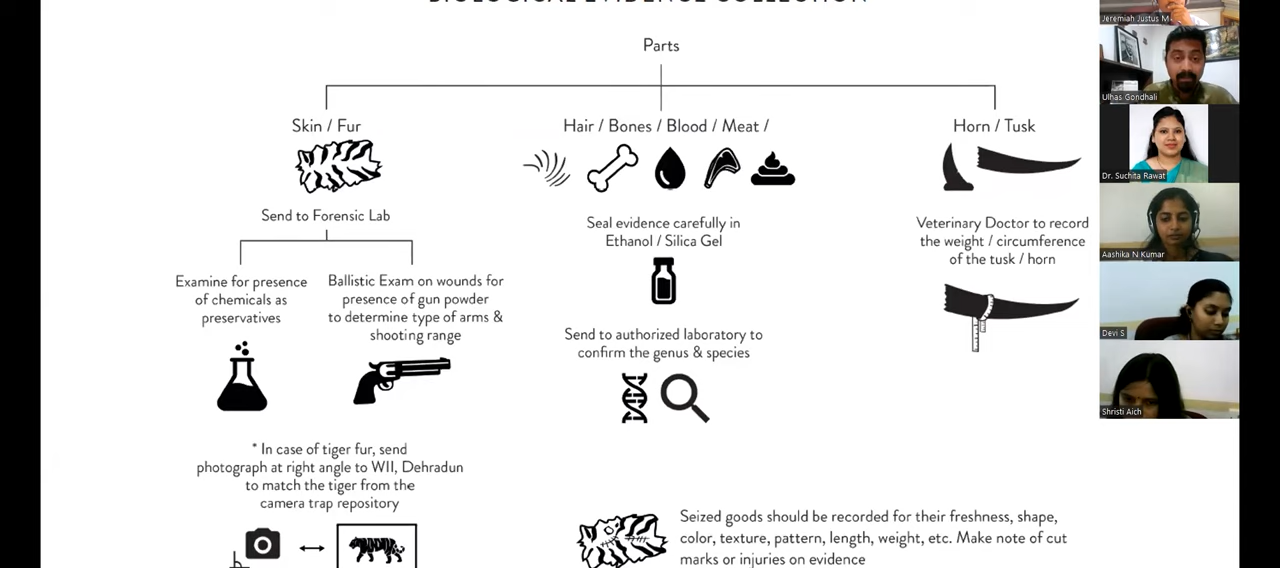 BIOLOGICAL EVIDENCE COLLECTION
Parts
Skin / Fur
Send to Forensic Lab
Examine for presence
of chemicals as
preservatives
Ballistic Exam on wounds for
presence of gun powder
to determine type of arms &
shooting range
* In case of tiger fur, send
photograph at right angle to WII, Dehradun
to match the tiger from the
camera trap repository
Hair / Bones / Blood / Meat /
Seal evidence carefully in
Ethanol / Silica Gel
Send to authorized laboratory to
confirm the genus & species
Horn / Tusk
Veterinary Doctor to record
the weight / circumference
of the tusk / horn
Seized goods should be recorded for their freshness, shape,
color, texture, pattern, length, weight, etc. Make note of cut
marks or injuries on evidence
Jeremiah Justus M
Ulhas Gondhali
Dr. Suchita Rawat
Aashika N Kumar
Devi S
Shristi Aich